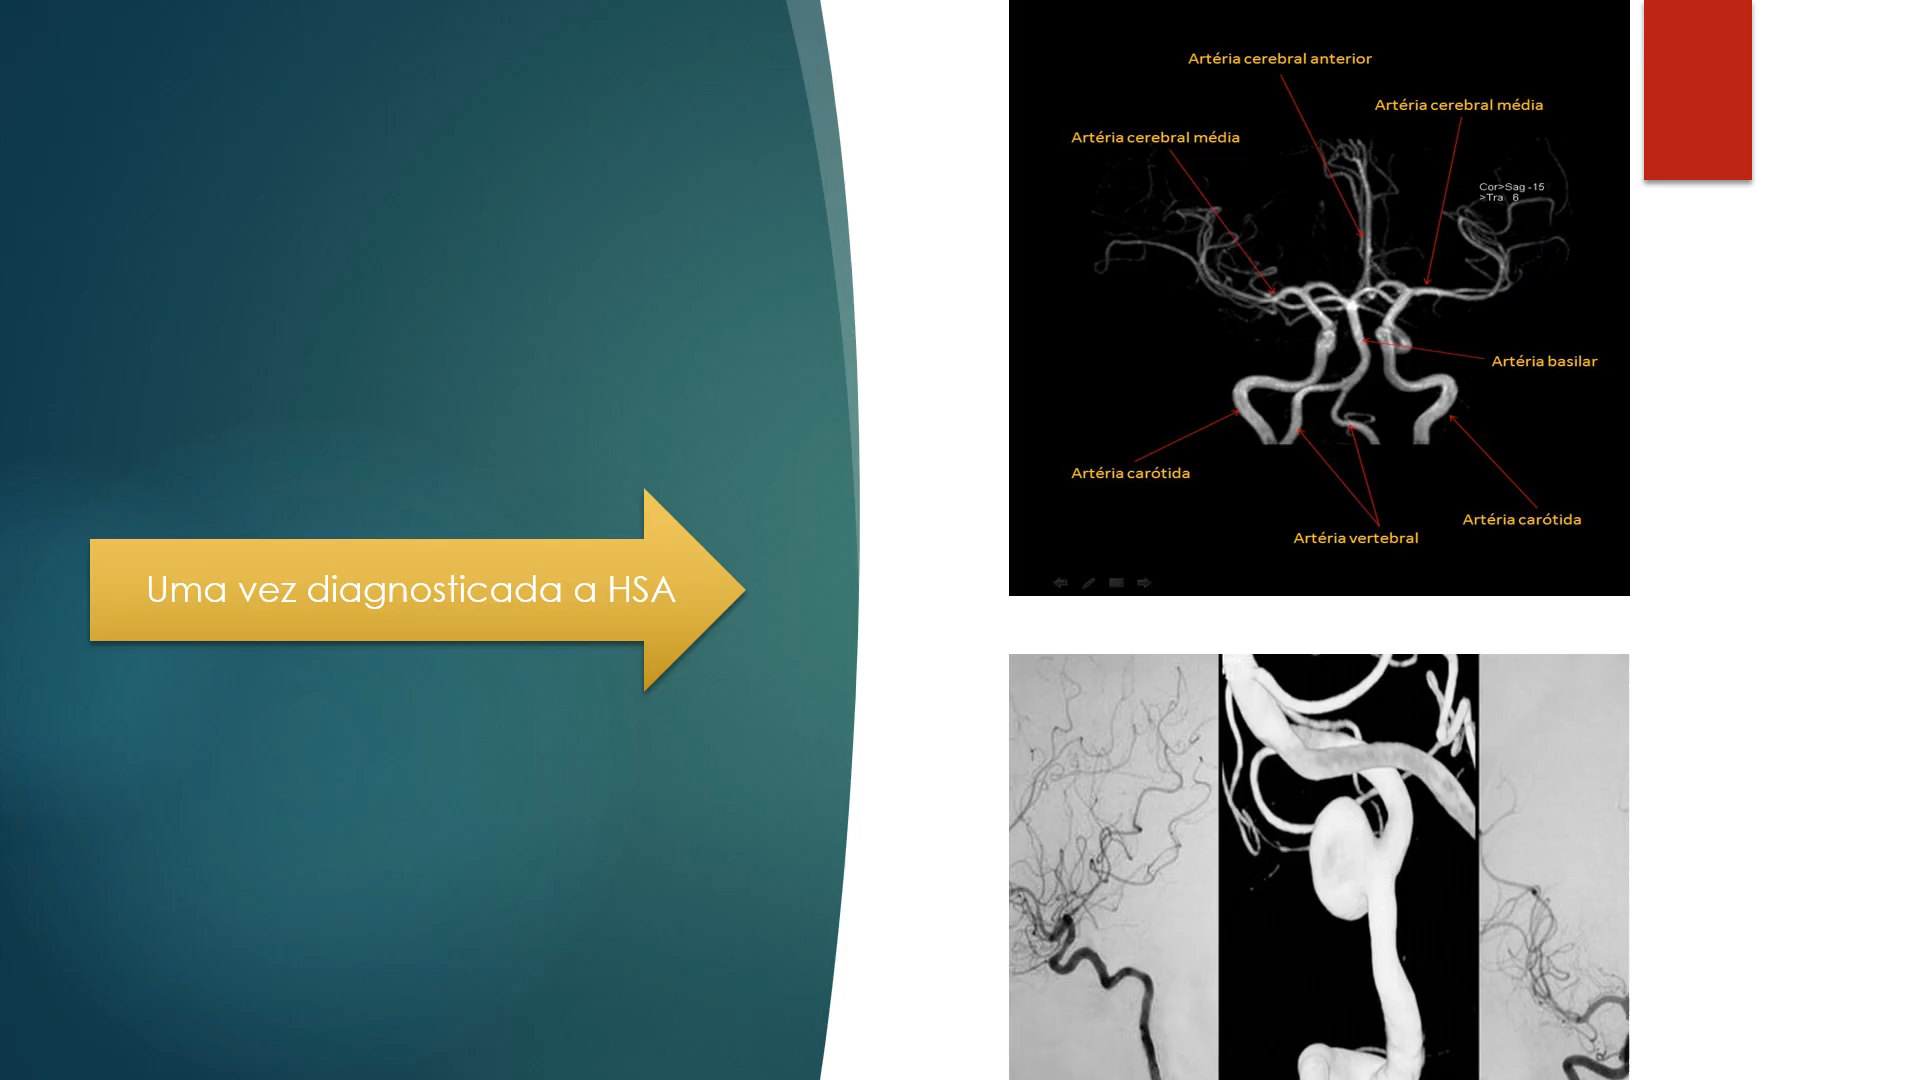 Uma vez diagnosticada a HSA
Artéria cerebral anterior
Artéria cerebral média
Artéria cerebral média
Cor>Sag -15
>Tra 6
Artéria basilar
Artéria carótida
Artéria carótida
Artéria vertebral